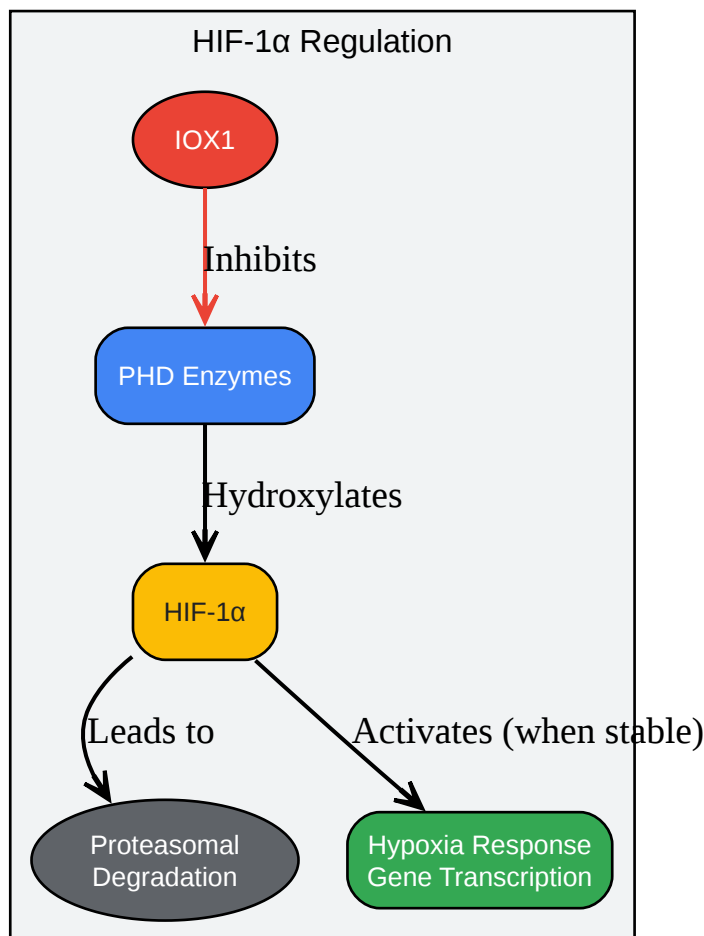 HIF-1α Regulation
IOX1
Inhibits
PHD Enzymes
Hydroxylates
HIF-1α
Leads to
Activates (when stable)
Proteasomal
Degradation
Hypoxia Response
Gene Transcription